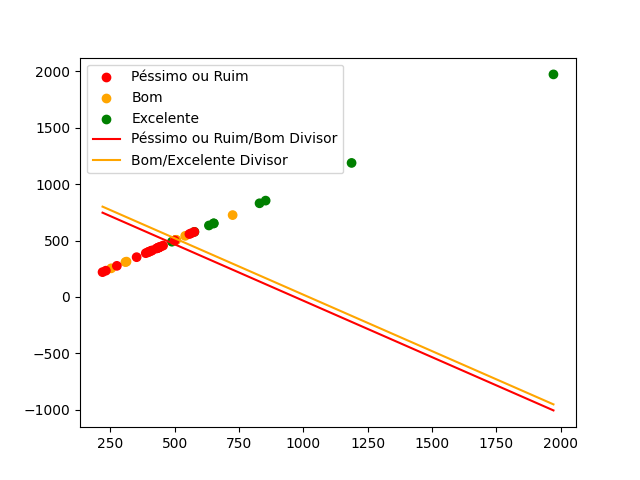 Péssimo ou Ruim
Bom
Excelente
Péssimo ou Ruim/Bom Divisor
Bom/Excelente Divisor
2000
1500
1000
500
0
−500
−1000
250 500 750 1000 1250 1500 1750 2000